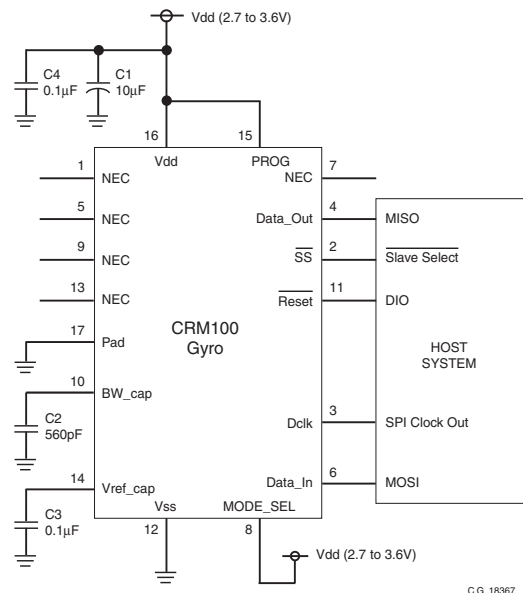 Vdd (2.7 to 3.6V)
C4
0.1µF
C1
10µF
16
15
Vdd
PROG
1
NEC
7
NEC
5
NEC
4
Data_Out
MISO
9
NEC
2
SS
Slave Select
13
NEC
11
Reset
DIO
CRM100
Gyro
HOST
SYSTEM
17
Pad
10
BW_cap
C2
560pF
3
Dclk
SPI Clock Out
14
Vref_cap
6
Data_In
MOSI
C3
0.1µF
Vss
MODE_SEL
12
8
Vdd (2.7 to 3.6V)
C.G. 18367